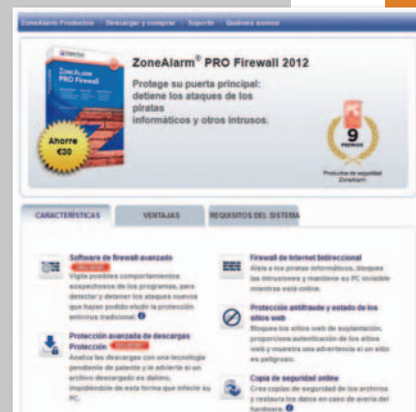 ZoneAlarm Productos Descargar y comprar Soporte Quiénes somos
ZoneAlarm® PRO Firewall 2012
Protege su puerta principal:
detiene los ataques de los
piratas
informáticos y otros intrusos.
ZONEALARM
PRO Firewall
Ahorre
€30
PC
9
PREMIOS
Productos de seguridad
ZoneAlarm
CARACTERÍSTICAS VENTAJAS REQUISITOS DEL SISTEMA
Software de firewall avanzado
Vigila posibles comportamientos
sospechosos de los programas, para
detectar y detener los ataques nuevos
que hayan podido eludir la protección
antivirus tradicional.
Protección avanzada de descargas
Protección
Analiza las descargas con una tecnología
pendiente de patente y le advierte si un
archivo descargado es dañino,
impidiéndole de esta forma que infecte su
PC.
Firewall de Internet bidireccional
Aísla a los piratas informáticos, bloquea
las intrusiones y mantiene su PC invisible
mientras está online.
Protección antifraude y estado de los
sitios web
Bloquea los sitios web de suplantación,
proporciona autenticación de los sitios
web y muestra una advertencia si un sitio
es peligroso.
Copia de seguridad online
Crea copias de seguridad de los archivos
y restaura los datos en caso de avería del
hardware.